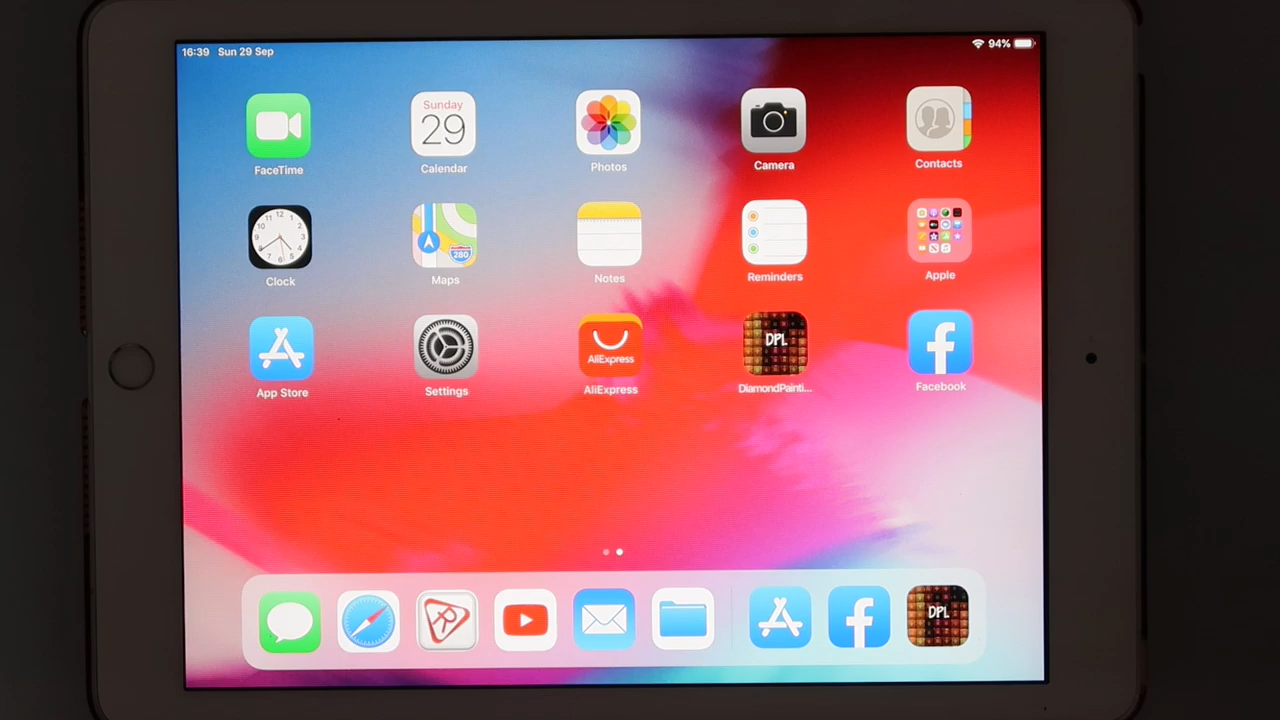 16:39 Sun 29 Sep
94%
Sunday
29
FaceTime
Calendar
Photos
Camera
Contacts
280
Clock
Maps
Notes
Reminders
Apple
AliExpress
DPL
App Store
Settings
AliExpress
DiamondPainti...
Facebook
R
DPL